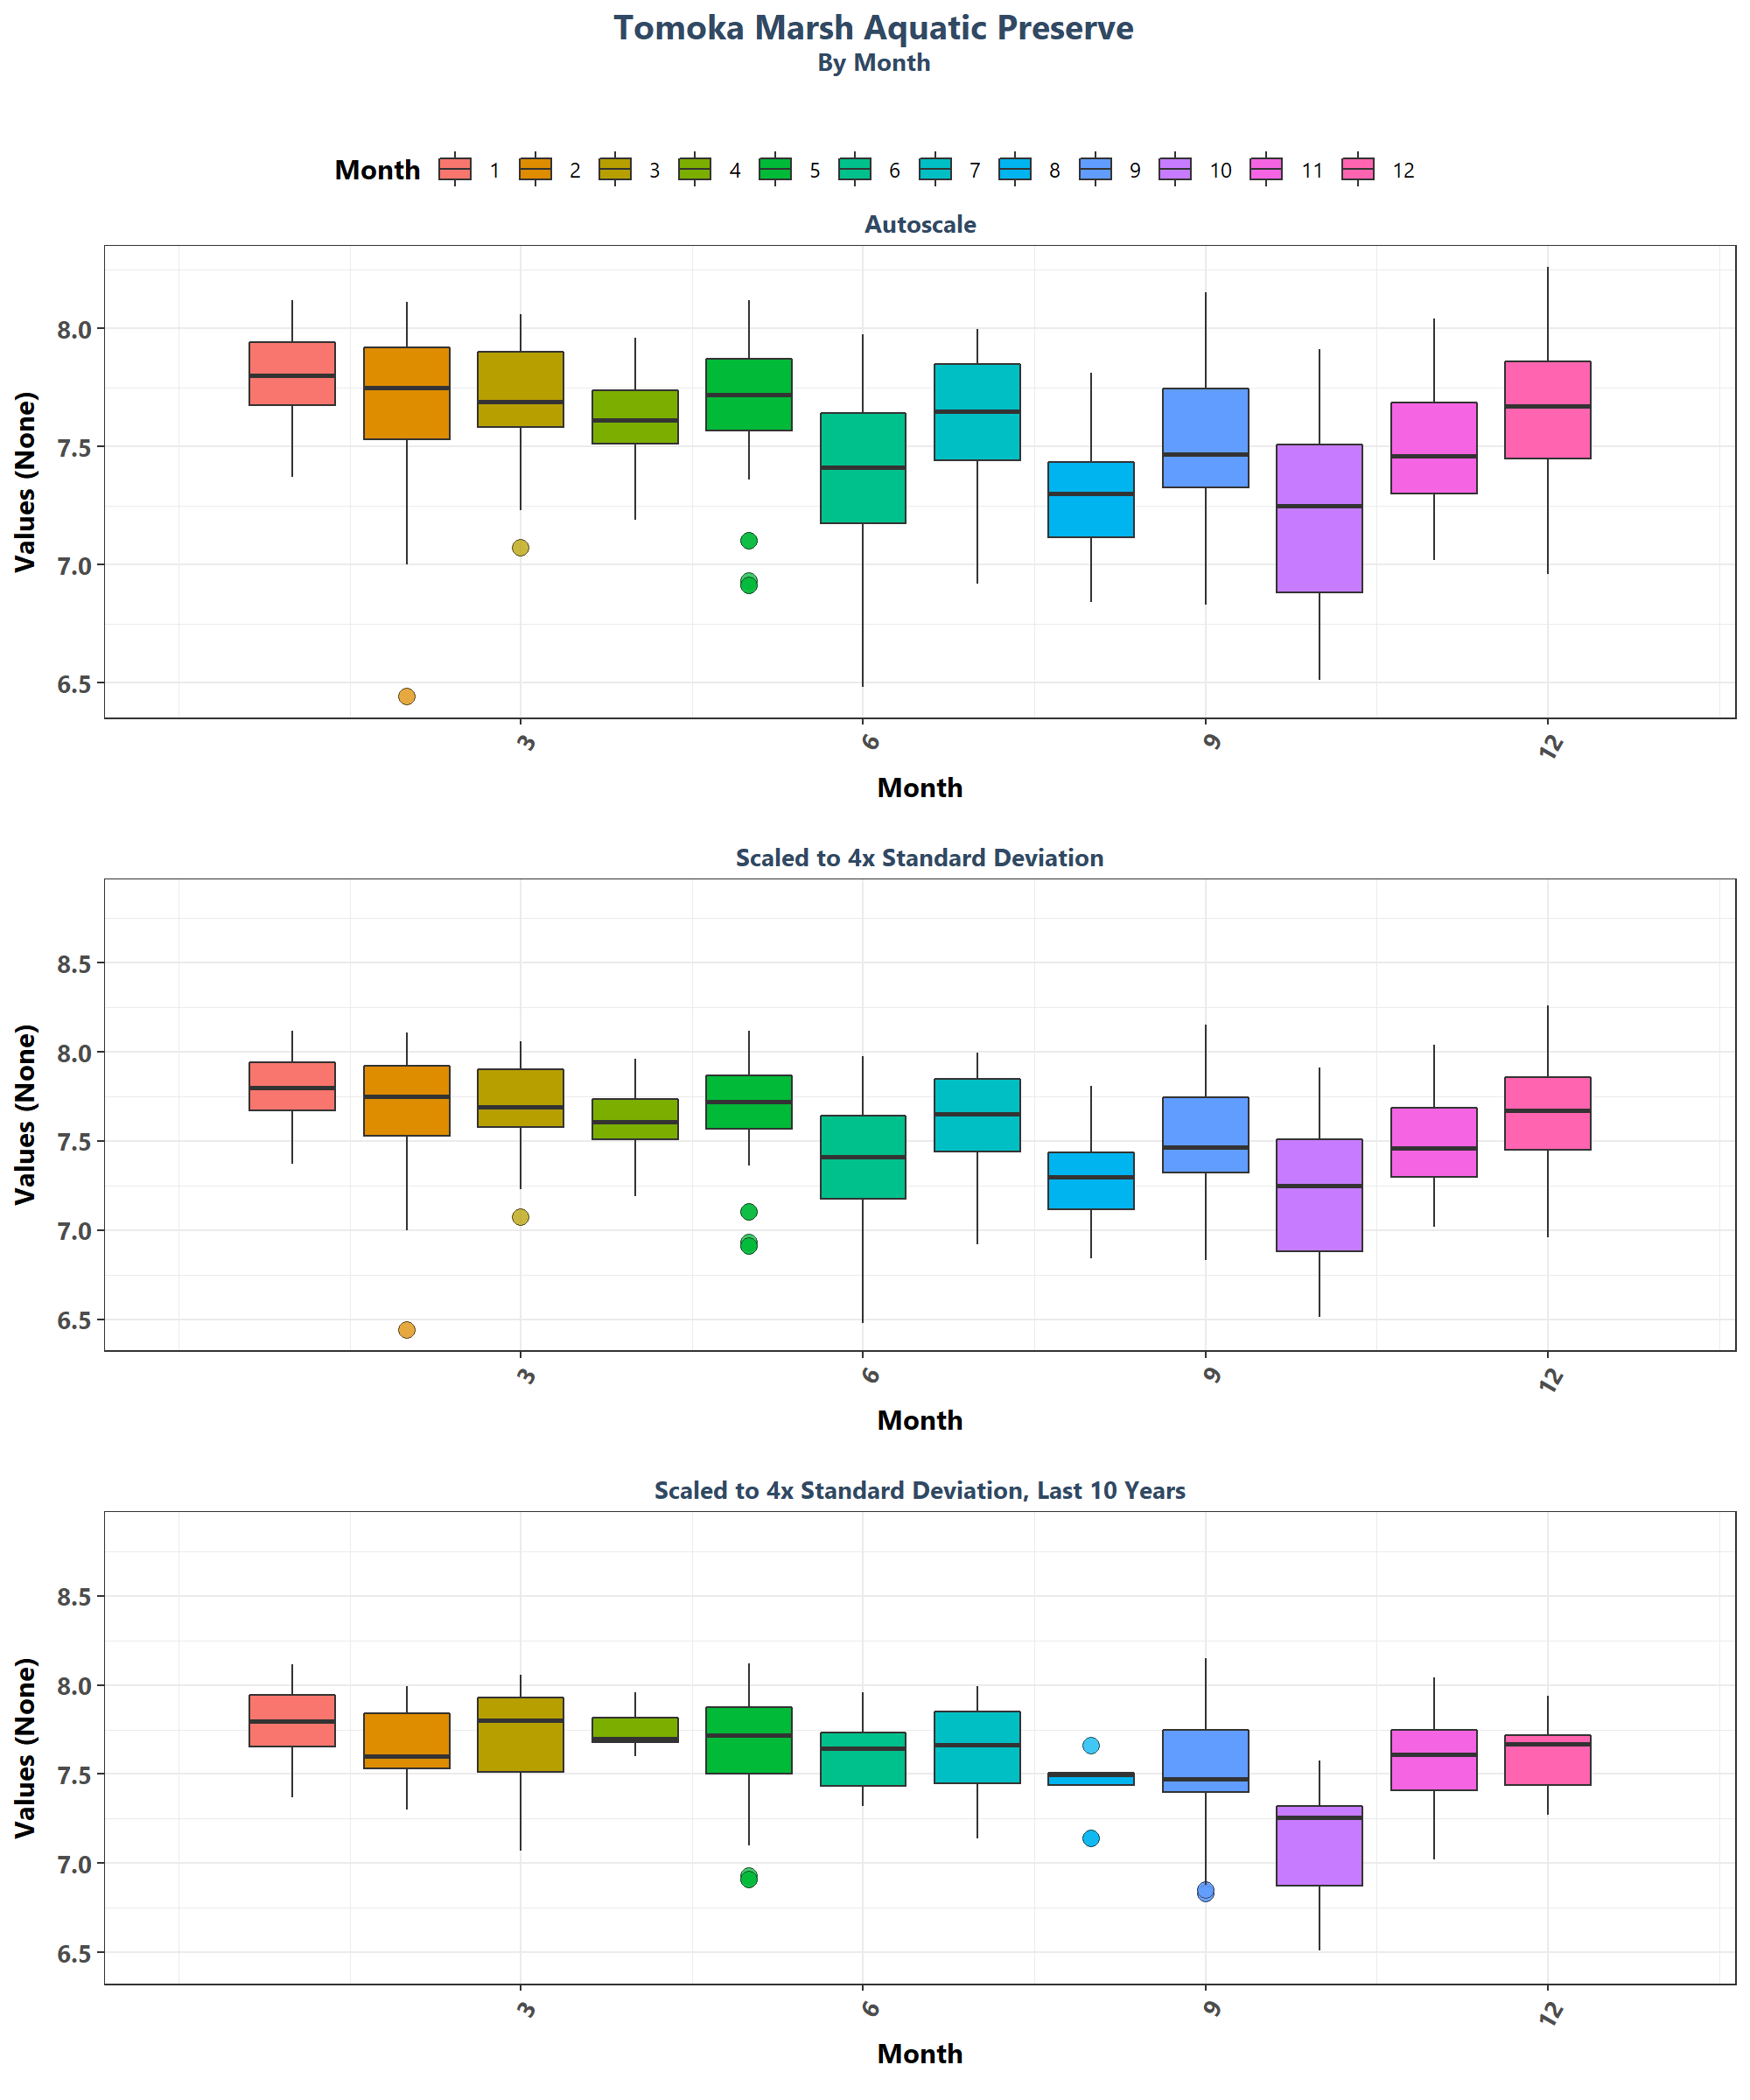 Tomoka Marsh Aquatic Preserve
By Month
Month 1 2 3 4 5 6 7 8 9 10 11 12
Autoscale
Values (None)
8.0
7.5
7.0
6.5
3 6 9 12
Month
Scaled to 4x Standard Deviation
Values (None)
8.5
8.0
7.5
7.0
6.5
3 6 9 12
Month
Scaled to 4x Standard Deviation, Last 10 Years
Values (None)
8.5
8.0
7.5
7.0
6.5
3 6 9 12
Month